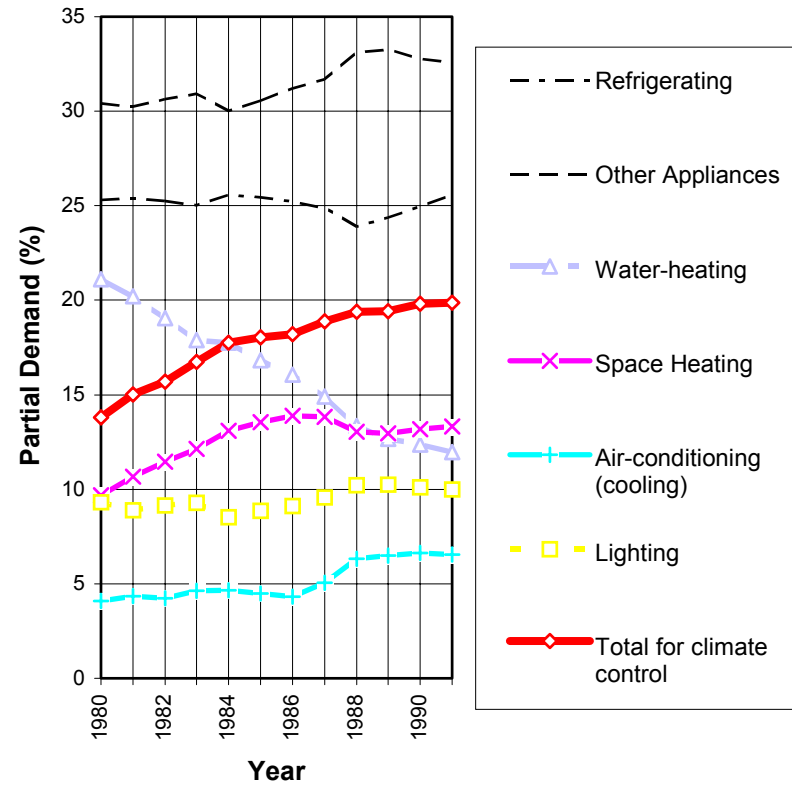 35
30
25
20
15
10
5
0
Partial Demand (%)
1980
1982
1984
1986
1988
1990
Year
Refrigerating
Other Appliances
Water-heating
Space Heating
Air-conditioning
(cooling)
Lighting
Total for climate
control